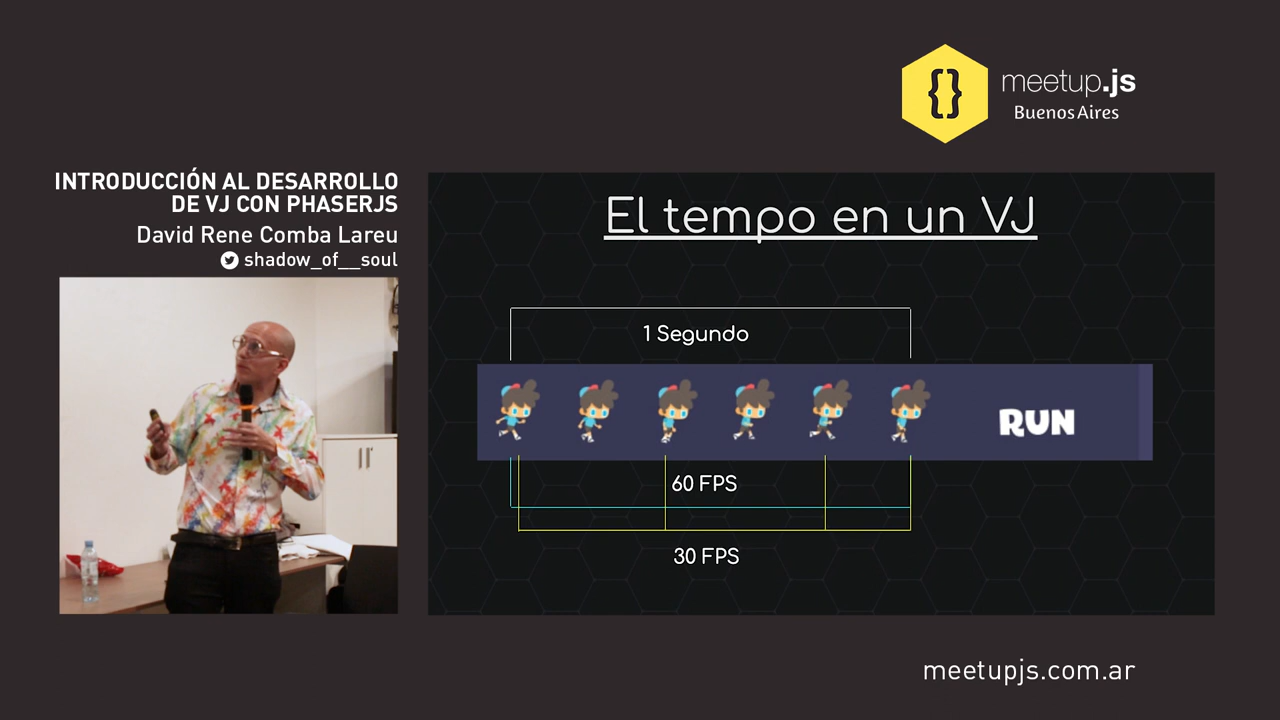 {} meetup.js
Buenos Aires
INTRODUCCIÓN AL DESARROLLO
DE VJ CON PHASERJS
David Rene Comba Lareu
shadow_of__soul
El tempo en un VJ
1 Segundo
RUN
60 FPS
30 FPS
meetupjs.com.ar